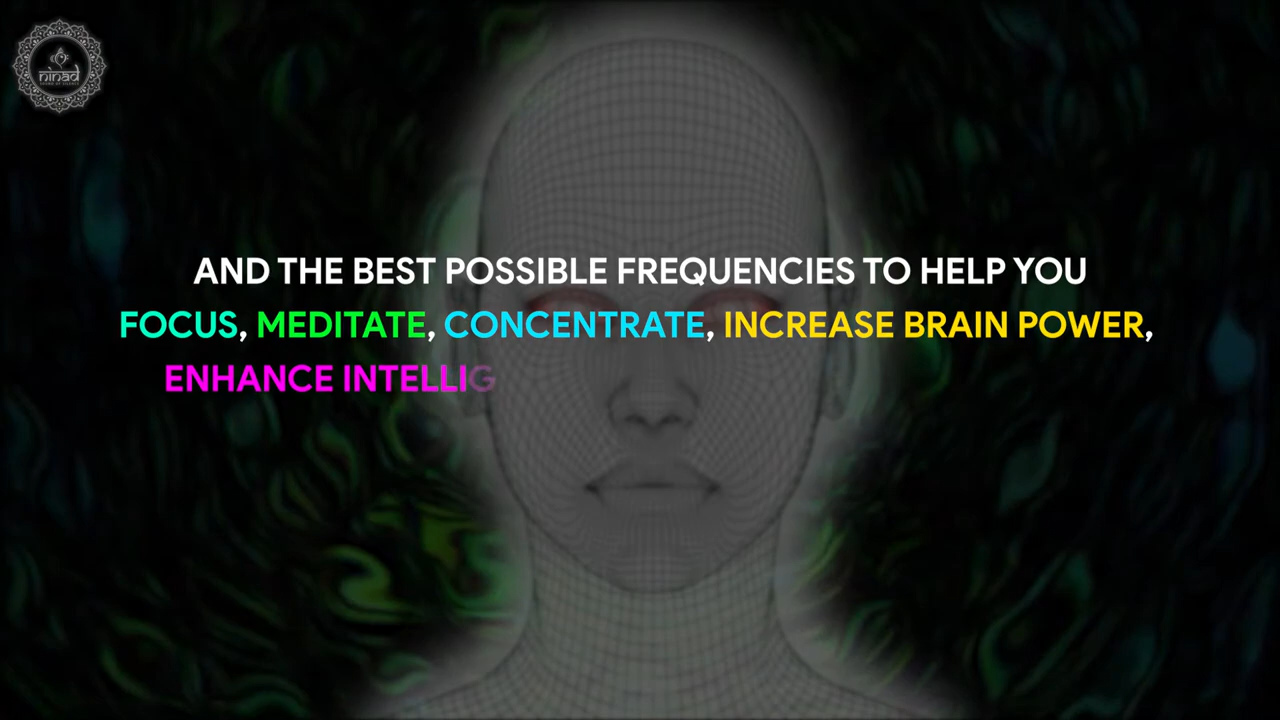 ninad
AND THE BEST POSSIBLE FREQUENCIES TO HELP YOU
FOCUS, MEDITATE, CONCENTRATE, INCREASE BRAIN POWER,
ENHANCE INTELLIG